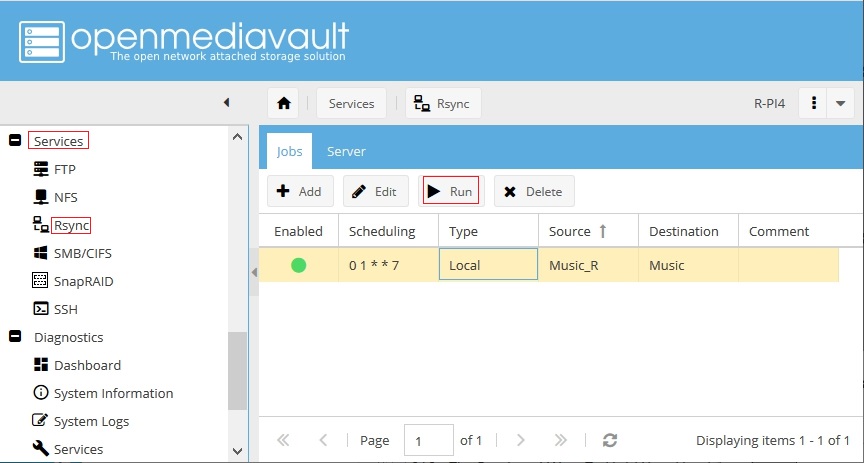 openmediavault
The open network attached storage solution
Services
Rsync
R-PI4
Services
FTP
NFS
Rsync
SMB/CIFS
SnapRAID
SSH
Diagnostics
Dashboard
System Information
System Logs
Services
Jobs
Server
Add
Edit
Run
Delete
Enabled Scheduling Type Source Destination Comment
0 1 * * 7 Local Music_R Music
Page 1 of 1
Displaying items 1 - 1 of 1